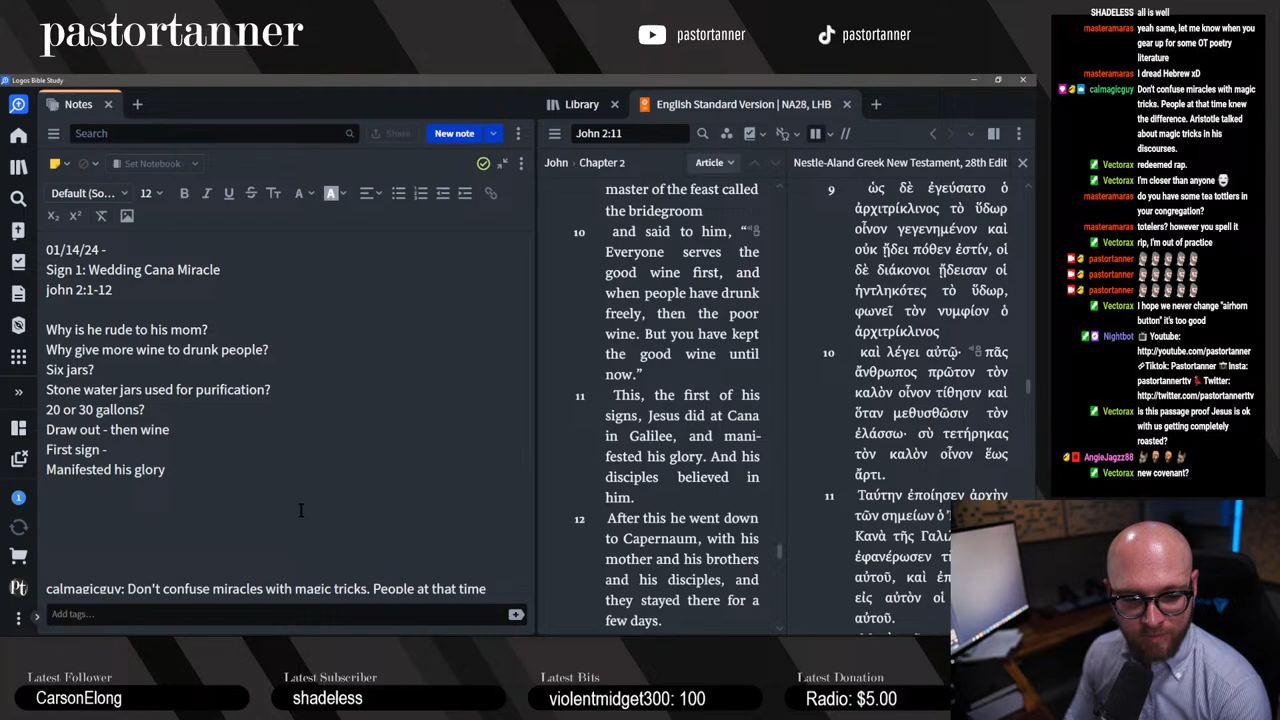 pastortanner
pastortanner
pastortanner
Logos Bible Study
Notes
Library
English Standard Version | NA28, LHB
Search
Share
New note
John 2:11
Set Notebook
John › Chapter 2
Article
Nestle-Aland Greek New Testament, 28th Edit
Default (So...
12
01/14/24 -
Sign 1: Wedding Cana Miracle
john 2:1-12
Why is he rude to his mom?
Why give more wine to drunk people?
Six jars?
Stone water jars used for purification?
20 or 30 gallons?
Draw out - then wine
First sign -
Manifested his glory
calmagicguy: Don't confuse miracles with magic tricks. People at that time
Add tags...
master of the feast called
the bridegroom
10 and said to him, “
Everyone serves the
good wine first, and
when people have drunk
freely, then the poor
wine. But you have kept
the good wine until
now.”
11 This, the first of his
signs, Jesus did at Cana
in Galilee, and mani-
fested his glory. And his
disciples believed in
him.
12 After this he went down
to Capernaum, with his
mother and his brothers
and his disciples, and
they stayed there for a
few days.
9 ὡς δὲ ἐγεύσατο ὁ
ἀρχιτρίκλινος τὸ ὕδωρ
οἶνον γεγενημένον καὶ
οὐκ ᾔδει πόθεν ἐστίν, οἱ
δὲ διάκονοι ᾔδεισαν οἱ
ἠντληκότες τὸ ὕδωρ,
φωνεῖ τὸν νυμφίον ὁ
ἀρχιτρίκλινος
10 καὶ λέγει αὐτῷ· πᾶς
ἄνθρωπος πρῶτον τὸν
καλὸν οἶνον τίθησιν καὶ
ὅταν μεθυσθῶσιν τὸν
ἐλάσσω· σὺ τετήρηκας
τὸν καλὸν οἶνον ἕως
ἄρτι.
11 Ταύτην ἐποίησεν ἀρχὴν
τῶν σημείων ὁ
Κανὰ τῆς
ἐφανέρωσεν
αὐτοῦ, καὶ
εἰς αὐτὸν οἱ
αὐτοῦ.
SHADELESS all is well
masteramaras yeah same, let me know when you
gear up for some OT poetry
literature
masteramaras I dread Hebrew xD
calmagicguy Don't confuse miracles with magic
tricks. People at that time knew
the difference. Aristotle talked
about magic tricks in his
discourses.
Vectorax redeemed rap.
Vectorax I'm closer than anyone
masteramaras do you have some tea tottlers in
your congregation?
masteramaras totelers? however you spell it
Vectorax rip, I'm out of practice
pastortanner
pastortanner
pastortanner
Vectorax I hope we never change "airhorn
button" it's too good
Nightbot Youtube:
http://youtube.com/pastortanner
Tiktok: Pastortanner Insta:
pastortannerttv Twitter:
http://twitter.com/pastortannerttv
Vectorax is this passage proof Jesus is ok
with us getting completely
roasted?
AngieJagzz88
Vectorax new covenant?
Latest Follower
CarsonElong
Latest Subscriber
shadeless
Latest Bits
violentmidget300: 100
Latest Donation
Radio: $5.00